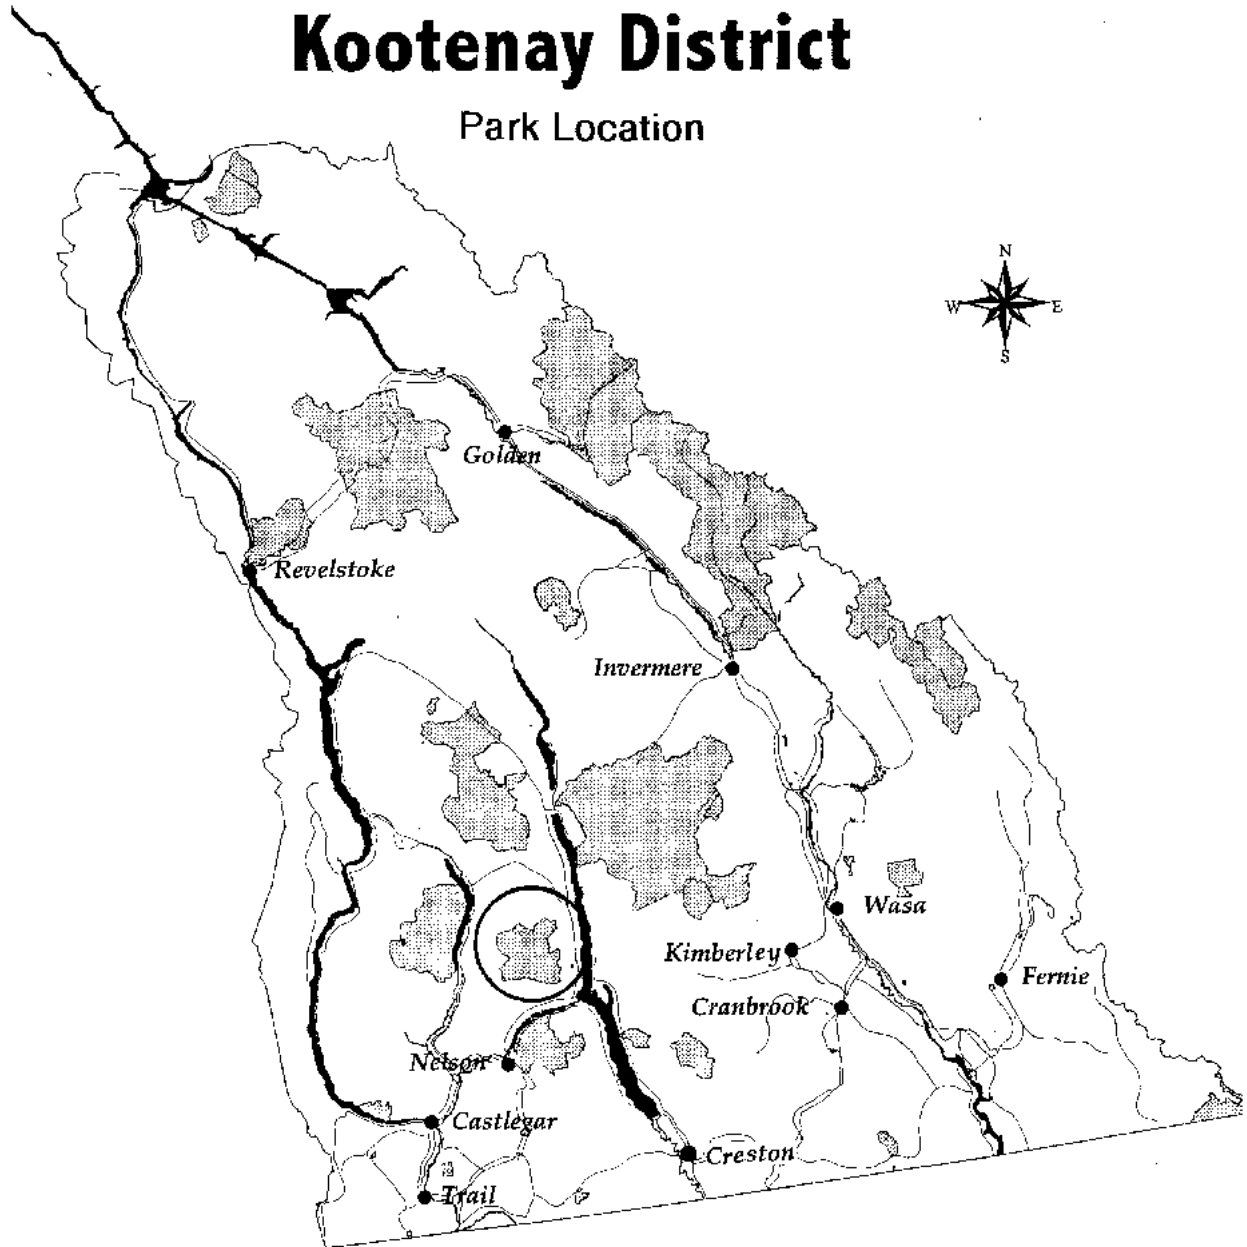 Kootenay District
Park Location
N
W E
S
Golden
Revelstoke
Invermere
Wasa
Kimberley
Fernie
Cranbrook
Nelson
Castlegar
Creston
Trail